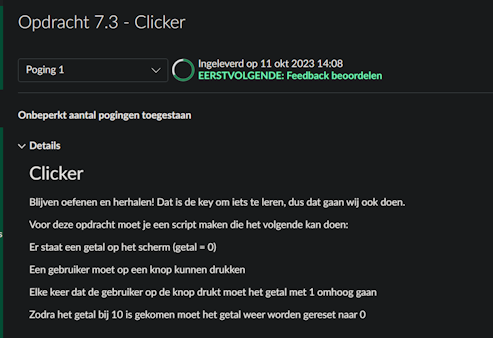 Opdracht 7.3 - Clicker
Poging 1
Ingeleverd op 11 okt 2023 14:08
EERSTVOLGENDE: Feedback beoordelen
Onbeperkt aantal pogingen toegestaan
Details
Clicker
Blijven oefenen en herhalen! Dat is de key om iets te leren, dus dat gaan wij ook doen.
Voor deze opdracht moet je een script maken die het volgende kan doen:
Er staat een getal op het scherm (getal = 0)
Een gebruiker moet op een knop kunnen drukken
Elke keer dat de gebruiker op de knop drukt moet het getal met 1 omhoog gaan
Zodra het getal bij 10 is gekomen moet het getal weer worden gereset naar 0